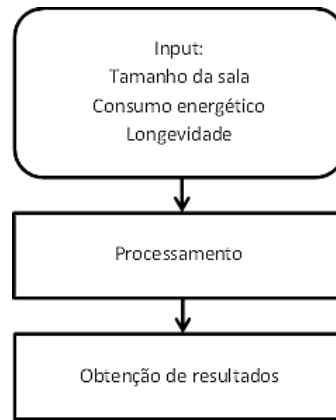 Input:
Tamanho da sala
Consumo energético
Longevidade
Processamento
Obtenção de resultados